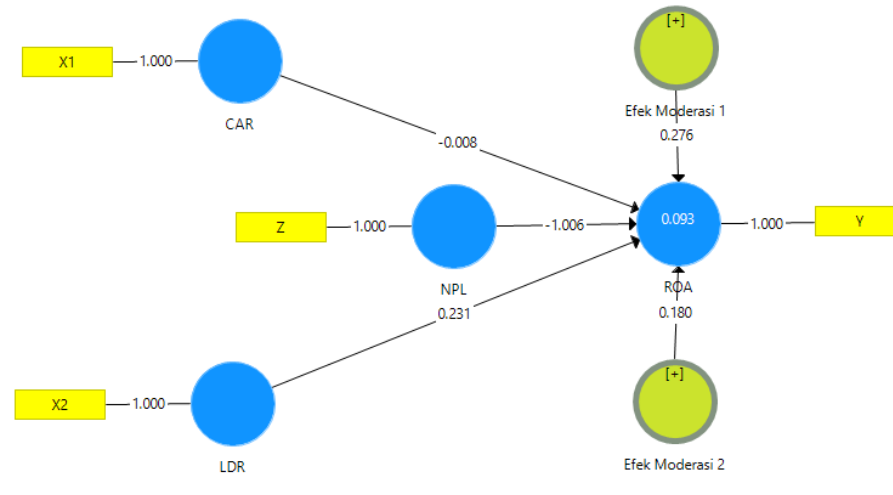 X1
1.000
CAR
[+]
Efek Moderasi 1
0.276
-0.008
Z
1.000
NPL
-1.006
0.093
ROA
1.000
Y
0.231
0.180
X2
1.000
LDR
[+]
Efek Moderasi 2